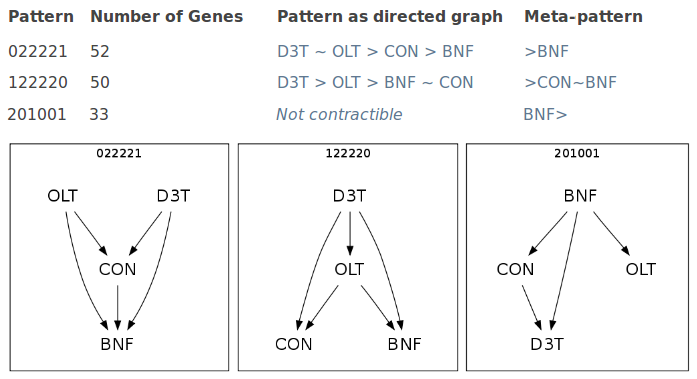 Pattern Number of Genes Pattern as directed graph Meta-pattern
022221 52 D3T ~ OLT > CON > BNF >BNF
122220 50 D3T > OLT > BNF ~ CON >CON~BNF
201001 33 Not contractible BNF>
022221 122220 201001
OLT D3T D3T BNF
CON OLT CON OLT
BNF CON BNF D3T